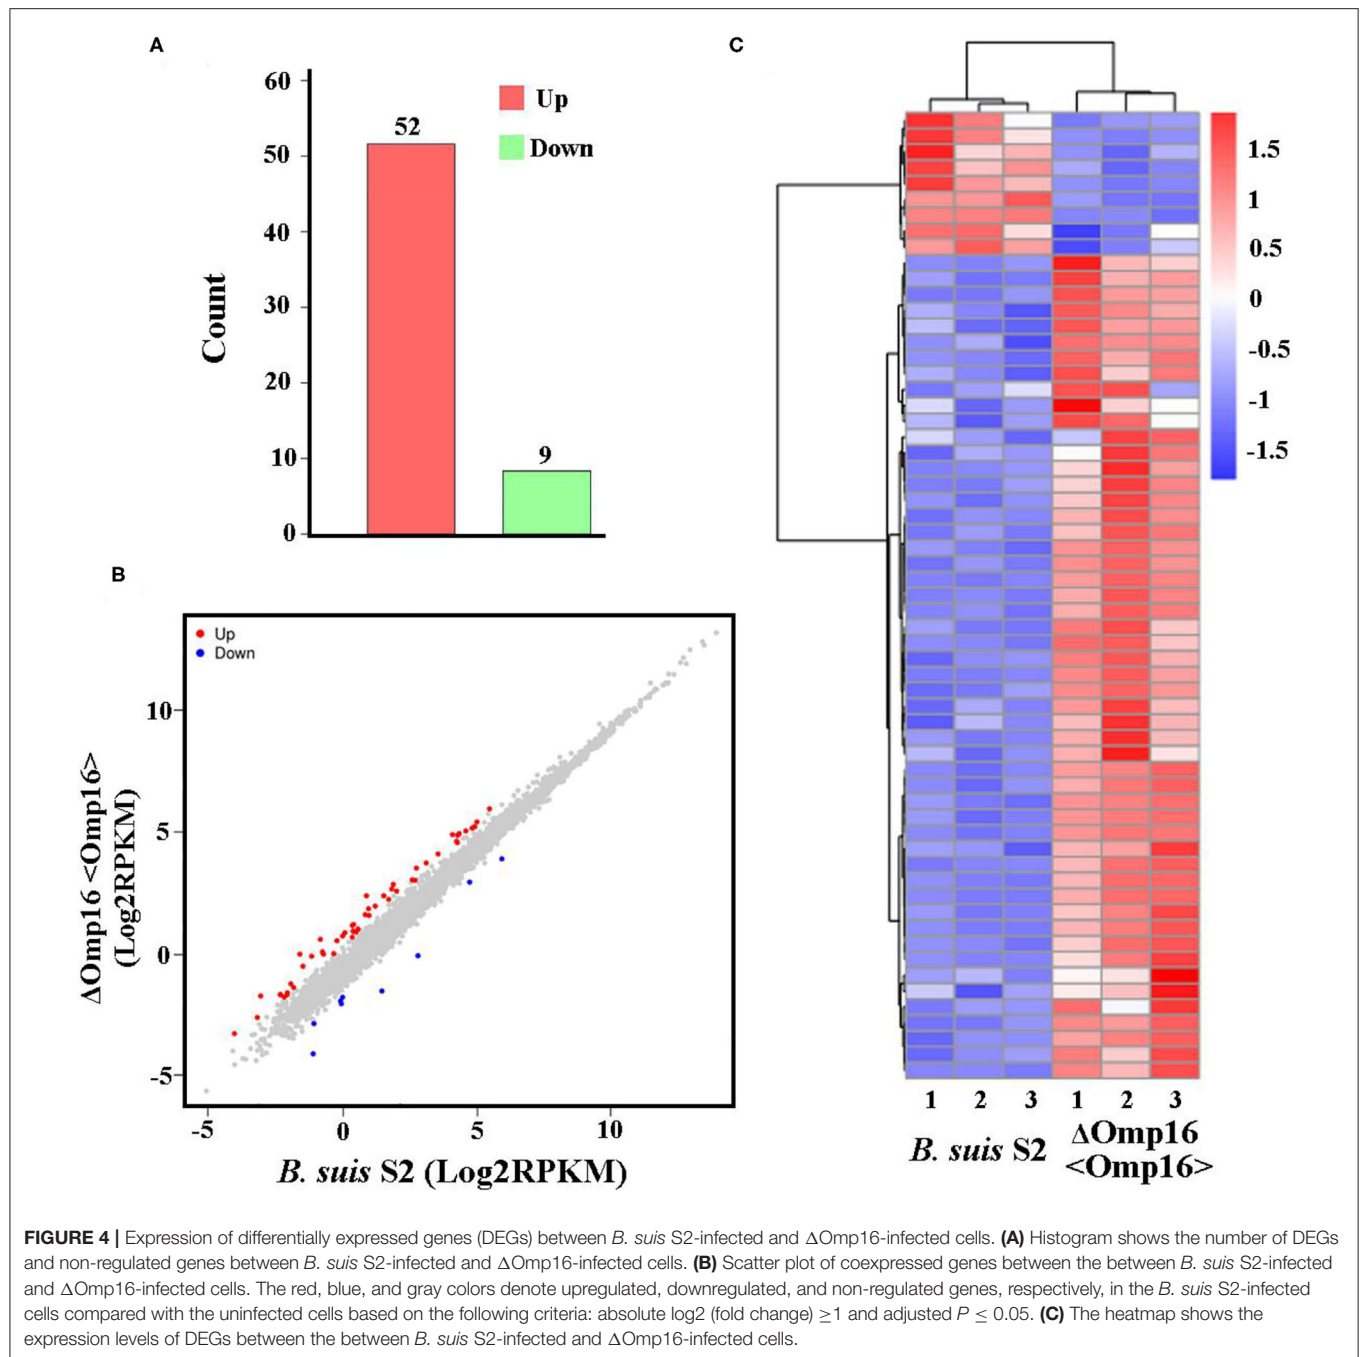 A
60
50
40
30
20
10
0
Count
52
9
Up
Down
B
Up
Down
10
5
0
-5
ΔOmp16 <Omp16>
(Log2RPKM)
-5
0
5
10
B. suis S2 (Log2RPKM)
C
1.5
1
0.5
0
-0.5
-1
-1.5
1 2 3 1 2 3
B. suis S2
ΔOmp16
<Omp16>
FIGURE 4 | Expression of differentially expressed genes (DEGs) between B. suis S2-infected and ΔOmp16-infected cells. (A) Histogram shows the number of DEGs
and non-regulated genes between B. suis S2-infected and ΔOmp16-infected cells. (B) Scatter plot of coexpressed genes between the between B. suis S2-infected
and ΔOmp16-infected cells. The red, blue, and gray colors denote upregulated, downregulated, and non-regulated genes, respectively, in the B. suis S2-infected
cells compared with the uninfected cells based on the following criteria: absolute log2 (fold change) ≥1 and adjusted P ≤ 0.05. (C) The heatmap shows the
expression levels of DEGs between the between B. suis S2-infected and ΔOmp16-infected cells.